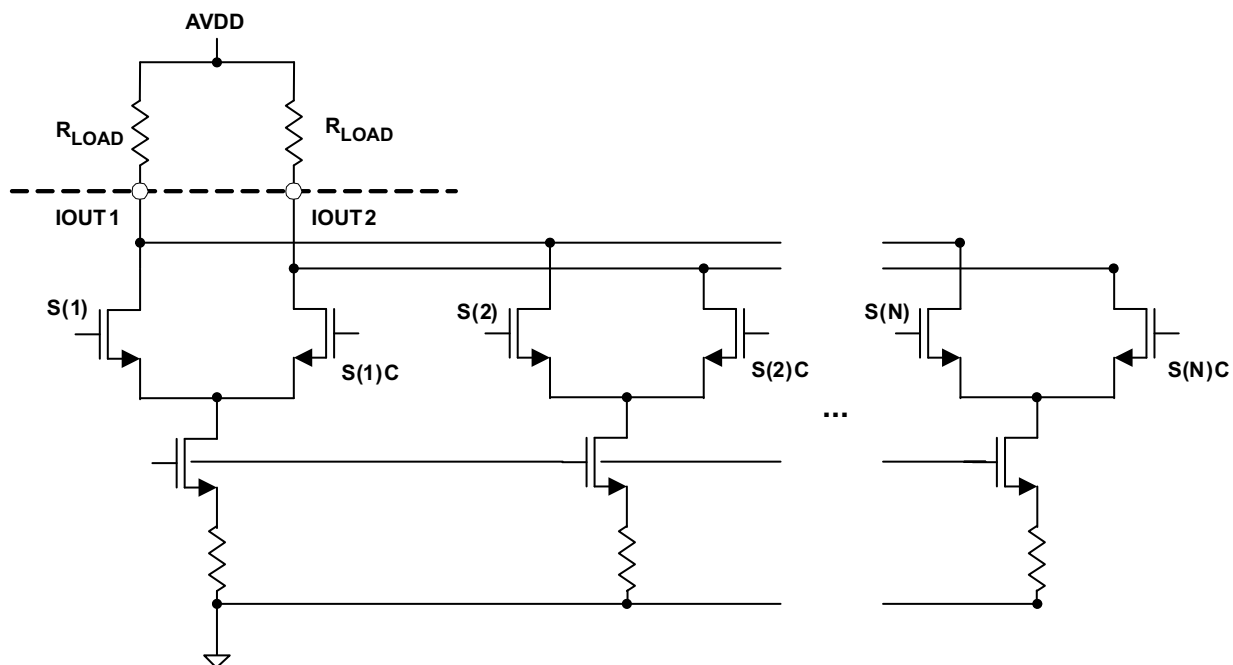 AVDD
RLOAD
RLOAD
IOUT1
IOUT2
S(1)
S(1)C
S(2)
S(2)C
S(N)
S(N)C
...